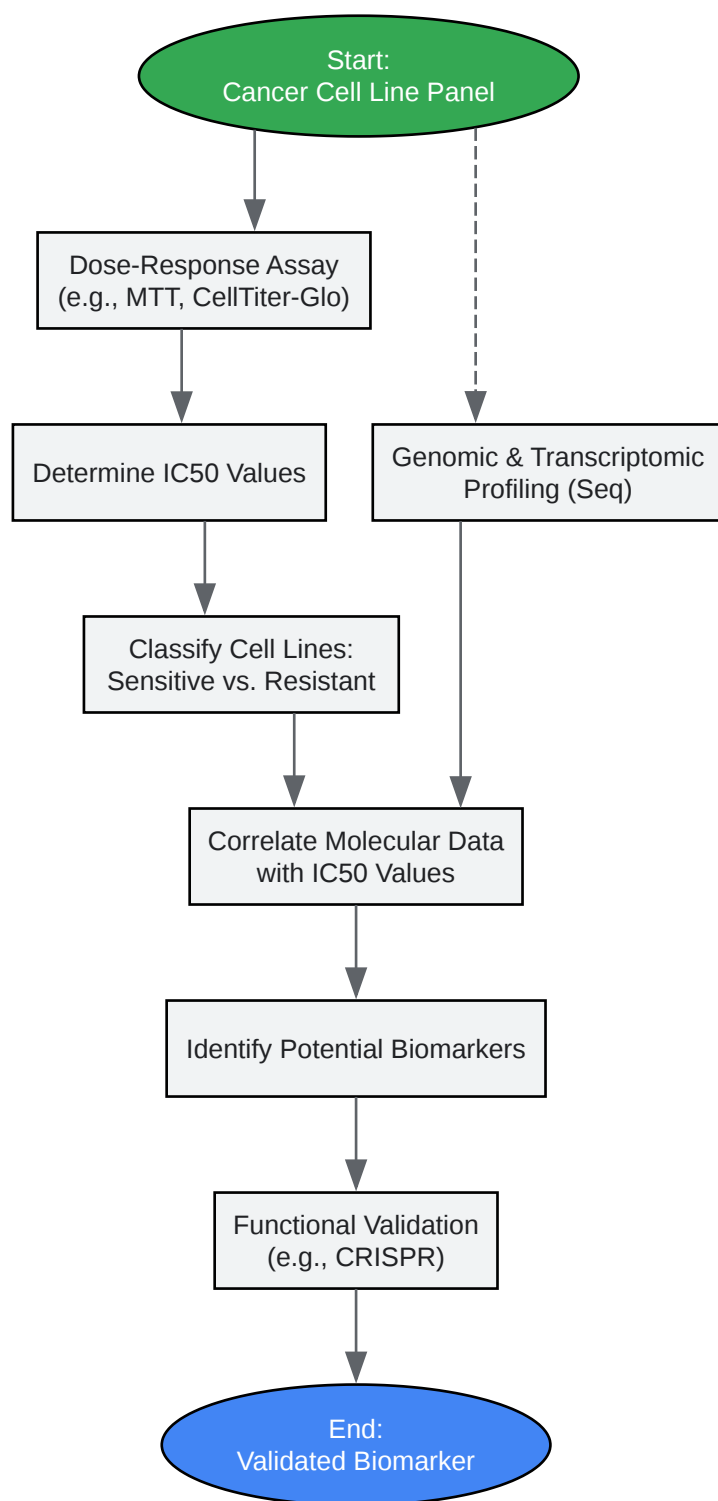 Start:
Cancer Cell Line Panel
Dose-Response Assay
(e.g., MTT, CellTiter-Glo)
Determine IC50 Values
Genomic & Transcriptomic
Profiling (Seq)
Classify Cell Lines:
Sensitive vs. Resistant
Correlate Molecular Data
with IC50 Values
Identify Potential Biomarkers
Functional Validation
(e.g., CRISPR)
End:
Validated Biomarker